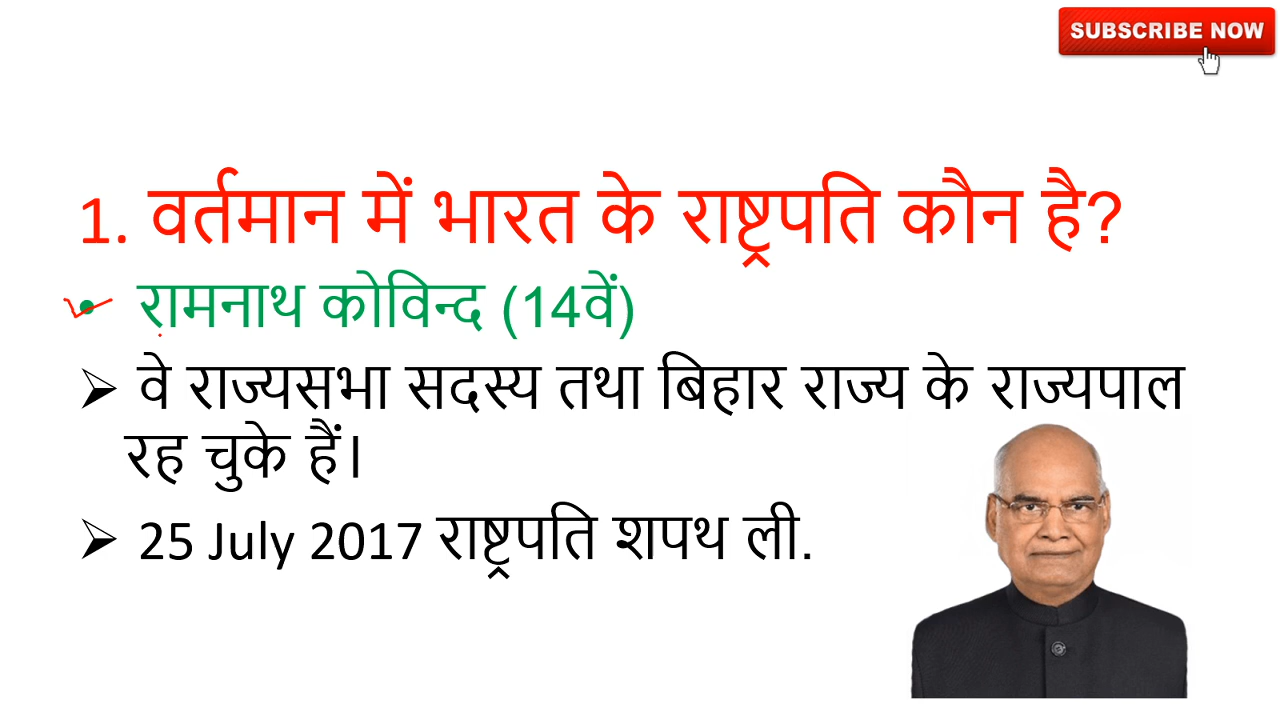 SUBSCRIBE NOW
1. वर्तमान में भारत के राष्ट्रपति कौन है?
• रामनाथ कोविन्द (14वें)
➢ वे राज्यसभा सदस्य तथा बिहार राज्य के राज्यपाल
रह चुके हैं।
➢ 25 July 2017 राष्ट्रपति शपथ ली.